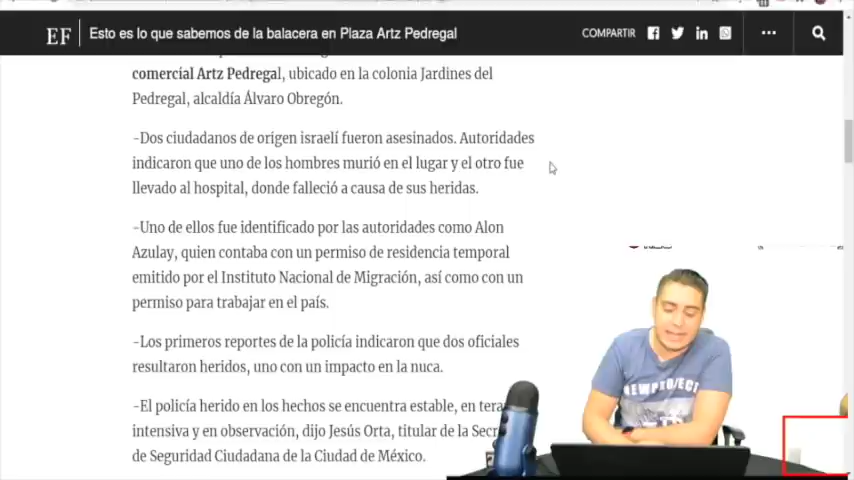 EF
Esto es lo que sabemos de la balacera en Plaza Artz Pedregal
COMPARTIR
comercial Artz Pedregal, ubicado en la colonia Jardines del
Pedregal, alcaldía Álvaro Obregón.
-Dos ciudadanos de origen israelí fueron asesinados. Autoridades
indicaron que uno de los hombres murió en el lugar y el otro fue
llevado al hospital, donde falleció a causa de sus heridas.
-Uno de ellos fue identificado por las autoridades como Alon
Azulay, quien contaba con un permiso de residencia temporal
emitido por el Instituto Nacional de Migración, así como con un
permiso para trabajar en el país.
-Los primeros reportes de la policía indicaron que dos oficiales
resultaron heridos, uno con un impacto en la nuca.
-El policía herido en los hechos se encuentra estable, en tera
intensiva y en observación, dijo Jesús Orta, titular de la Secr
de Seguridad Ciudadana de la Ciudad de México.